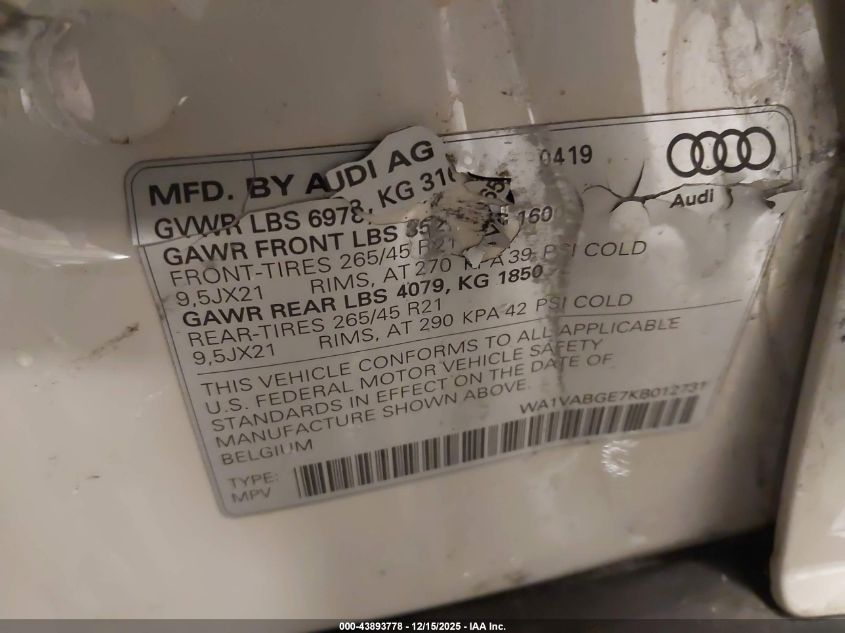 MFD. BY AUDI AG 0419
Audi
GVWR LBS 6978, KG 31
GAWR FRONT LBS 160
FRONT-TIRES 265/45 R21
9,5JX21 RIMS, AT 270 KPA 39 PSI COLD
GAWR REAR LBS 4079, KG 1850
REAR-TIRES 265/45 R21
9,5JX21 RIMS, AT 290 KPA 42 PSI COLD
THIS VEHICLE CONFORMS TO ALL APPLICABLE
U.S. FEDERAL MOTOR VEHICLE SAFETY
STANDARDS IN EFFECT ON THE DATE OF
MANUFACTURE SHOWN ABOVE.
WA1VABGE7KB012731
BELGIUM
TYPE:
MPV
000-43893778 - 12/15/2025 - IAA Inc.